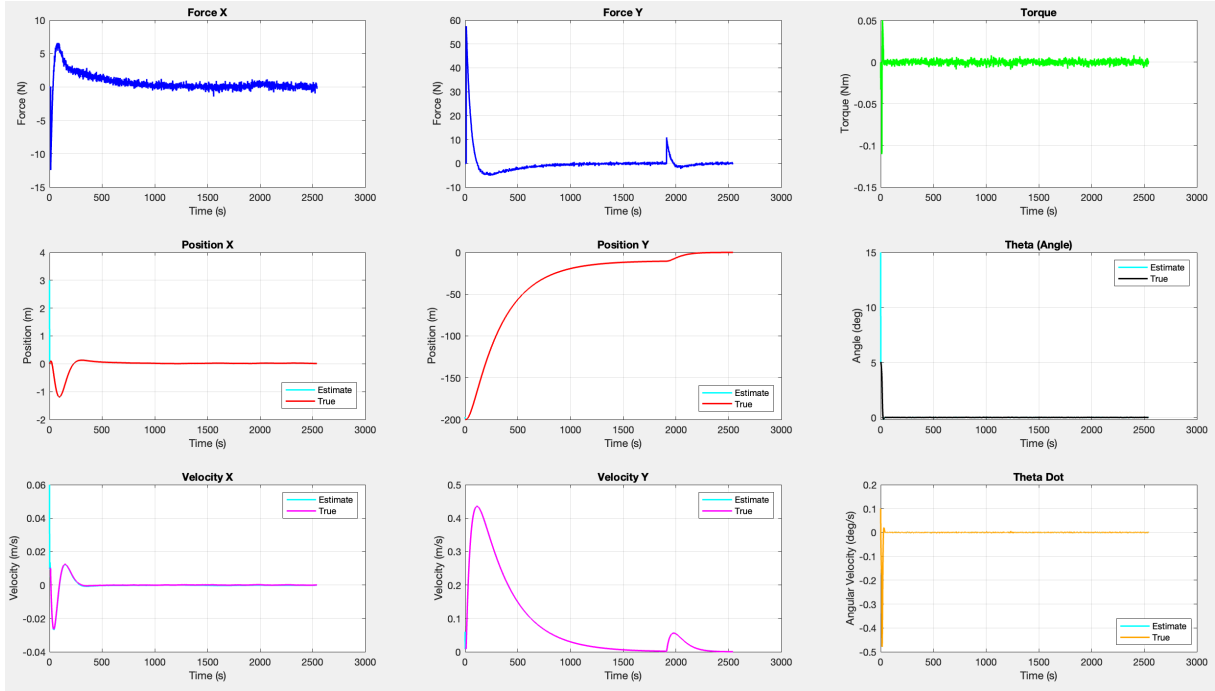 Force X
10
5
0
-5
-10
-15
Force (N)
0 500 1000 1500 2000 2500 3000
Time (s)
Force Y
60
50
40
30
20
10
0
-10
Force (N)
0 500 1000 1500 2000 2500 3000
Time (s)
Torque
0.05
0
-0.05
-0.1
-0.15
Torque (Nm)
0 500 1000 1500 2000 2500 3000
Time (s)
Position X
4
3
2
1
0
-1
-2
Position (m)
Estimate
True
0 500 1000 1500 2000 2500 3000
Time (s)
Position Y
0
-50
-100
-150
-200
Position (m)
Estimate
True
0 500 1000 1500 2000 2500 3000
Time (s)
Theta (Angle)
15
10
5
0
Angle (deg)
Estimate
True
0 500 1000 1500 2000 2500 3000
Time (s)
Velocity X
0.06
0.04
0.02
0
-0.02
-0.04
Velocity (m/s)
Estimate
True
0 500 1000 1500 2000 2500 3000
Time (s)
Velocity Y
0.5
0.4
0.3
0.2
0.1
0
Velocity (m/s)
Estimate
True
0 500 1000 1500 2000 2500 3000
Time (s)
Theta Dot
0.2
0.1
0
-0.1
-0.2
-0.3
-0.4
-0.5
Angular Velocity (deg/s)
Estimate
True
0 500 1000 1500 2000 2500 3000
Time (s)